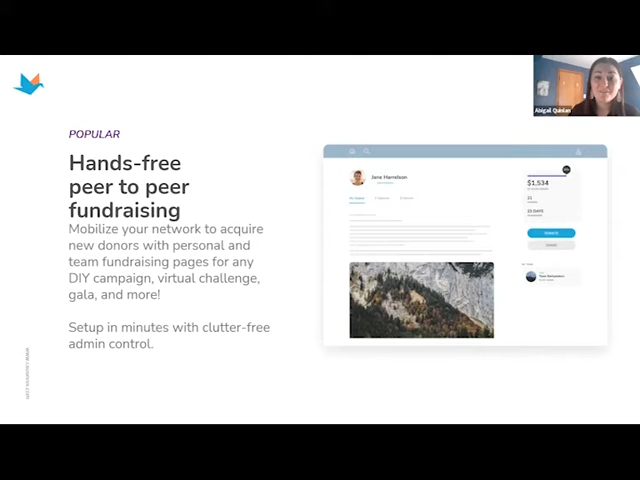 Abigail Quinlan
POPULAR
Hands-free
peer to peer
fundraising
Mobilize your network to acquire
new donors with personal and
team fundraising pages for any
DIY campaign, virtual challenge,
gala, and more!
Setup in minutes with clutter-free
admin control.
Jane Harrelson
$1,534
23 DAYS